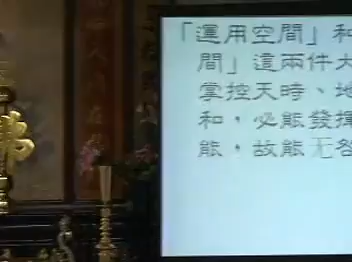 「運用空間」和
間」這兩件大
掌控天時、地
和，必能發揮
能，故能无咎
佛